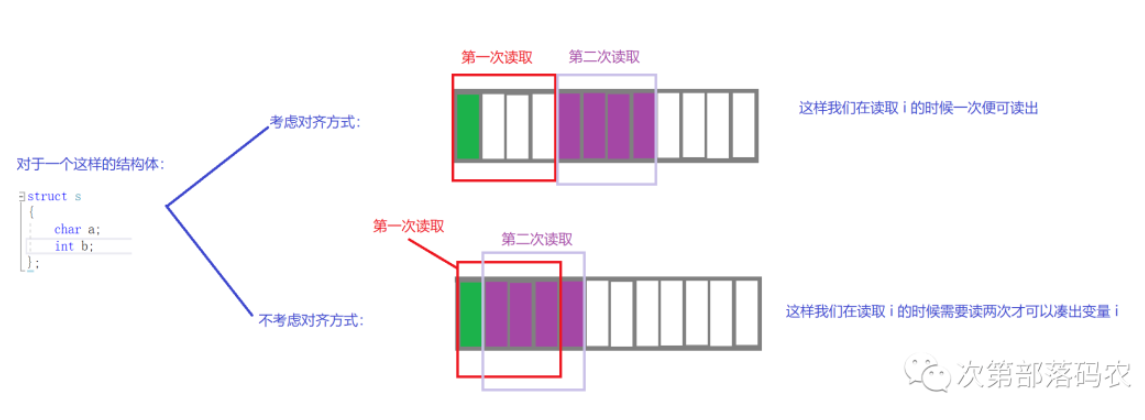 第一次读取
第二次读取
考虑对齐方式:
这样我们在读取 i 的时候一次便可读出
对于一个这样的结构体:
struct s
{
char a;
int b;
};
第一次读取
第二次读取
不考虑对齐方式:
这样我们在读取 i 的时候需要读两次才可以凑出变量 i
次第部落码农